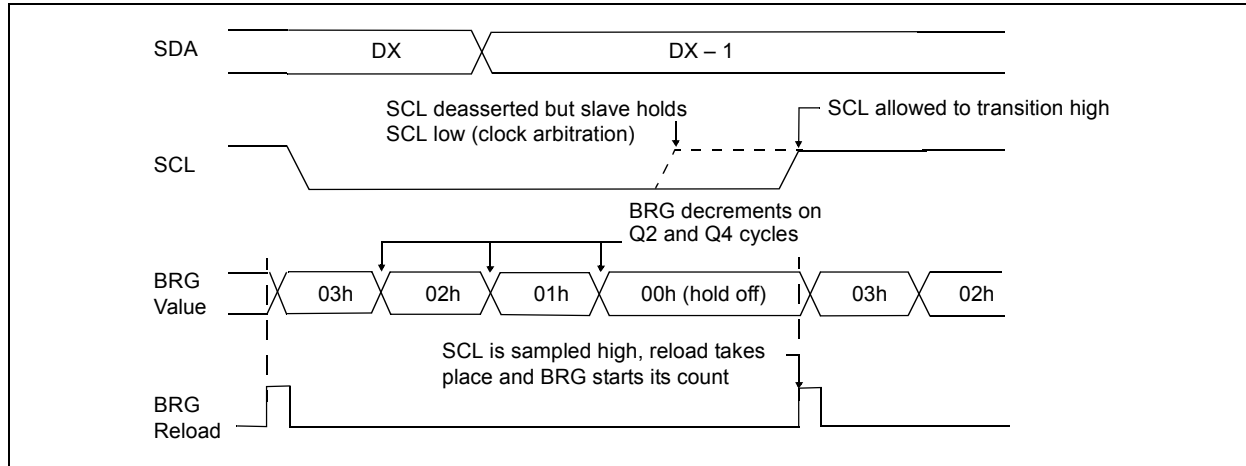 SDA
DX
DX – 1
SCL deasserted but slave holds
SCL low (clock arbitration)
SCL allowed to transition high
SCL
BRG decrements on
Q2 and Q4 cycles
BRG
Value
03h
02h
01h
00h (hold off)
03h
02h
SCL is sampled high, reload takes
place and BRG starts its count
BRG
Reload